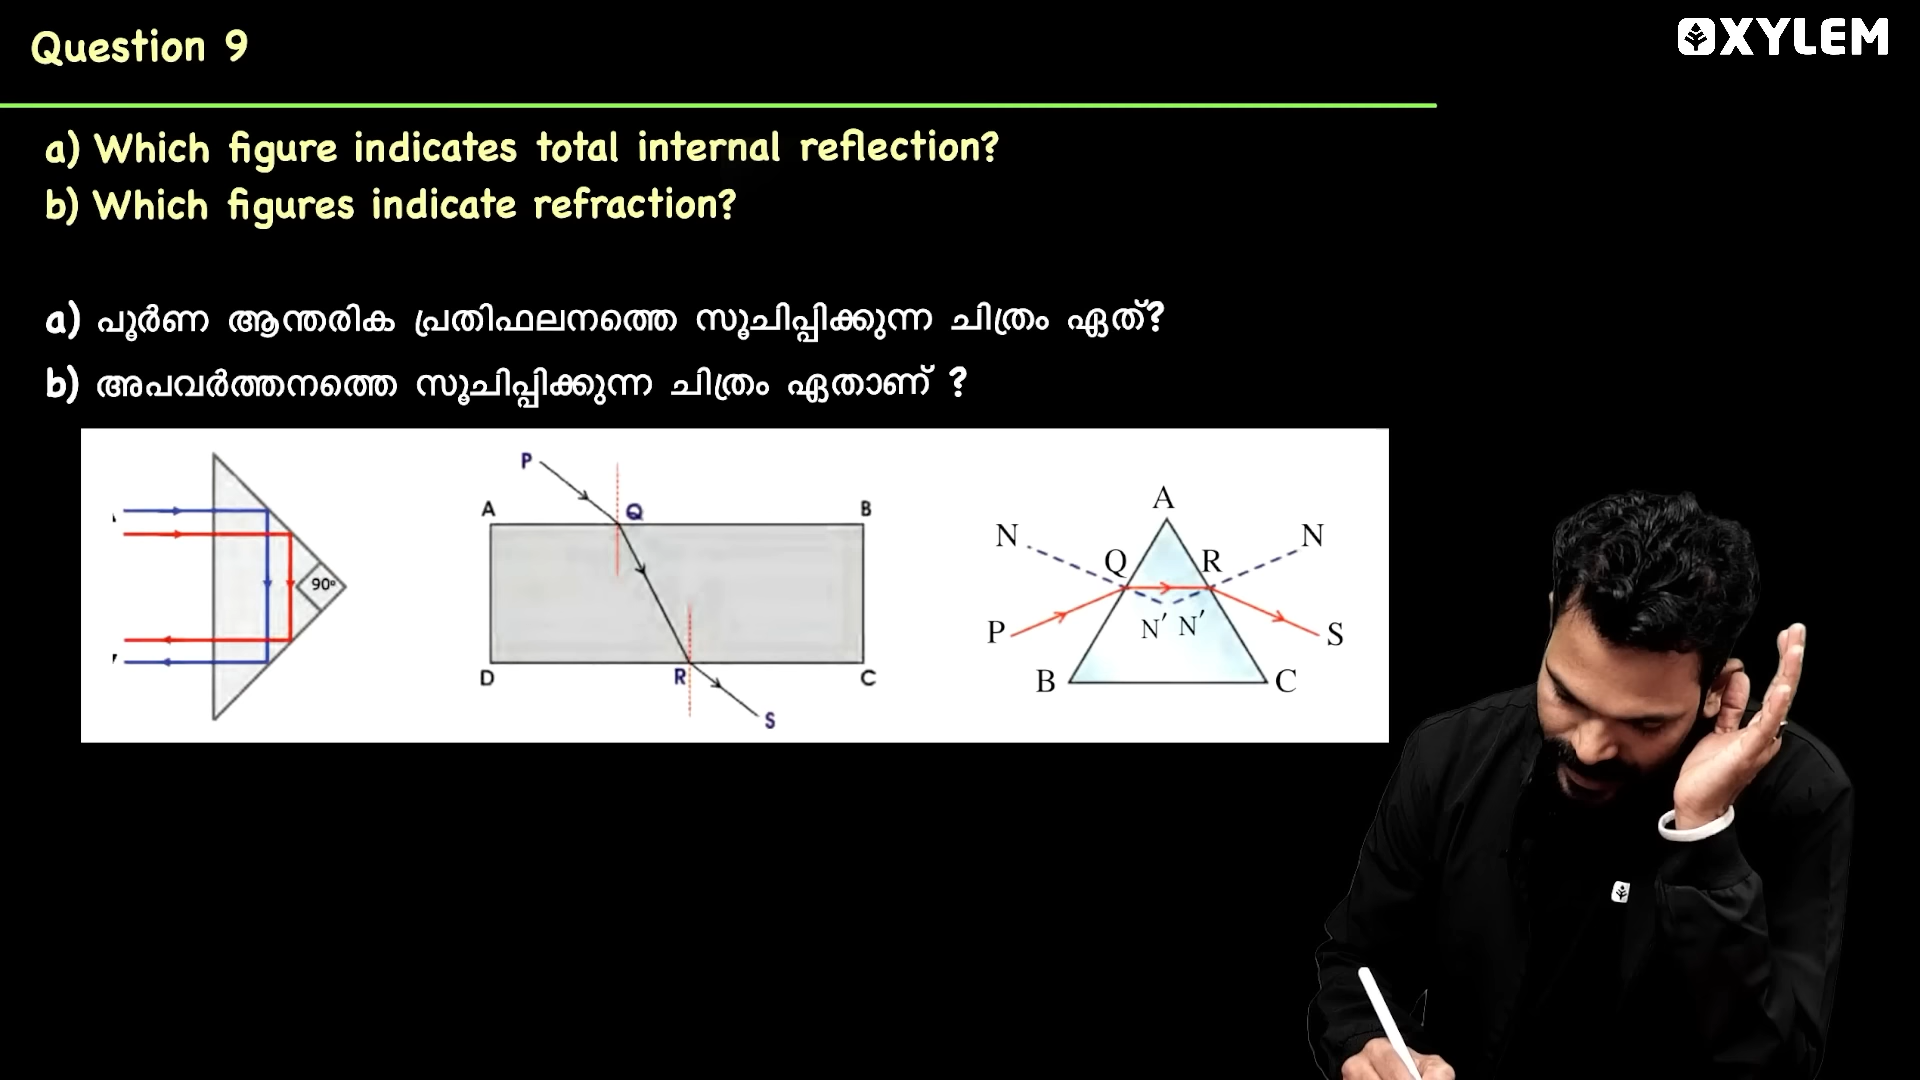 Question 9
XYLEM
a) Which figure indicates total internal reflection?
b) Which figures indicate refraction?
a) പൂർണ ആന്തരിക പ്രതിഫലനത്തെ സൂചിപ്പിക്കുന്ന ചിത്രം ഏത്?
b) അപവർത്തനത്തെ സൂചിപ്പിക്കുന്ന ചിത്രം ഏതാണ് ?
90°
P
A Q B
D R C
S
A
N N
Q R
P N′ N′ S
B C